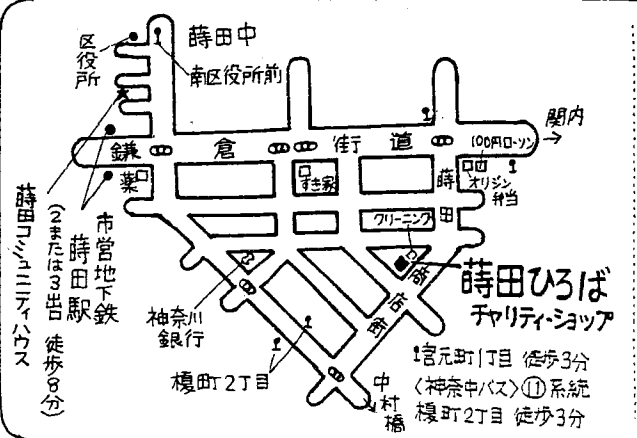 区役所
蒔田中
南区役所前
関内
鎌倉街道
100円ローソン
薬
すき家
蒔田
オリジン
弁当
クリーニング
商店街
蒔田コミュニティハウス
市営地下鉄
蒔田駅
(2または3出 徒歩8分)
神奈川
銀行
榎町2丁目
中村橋
蒔田ひろば
チャリティ・ショップ
宮元町1丁目 徒歩3分
〈神奈中バス〉⑪系統
榎町2丁目 徒歩3分